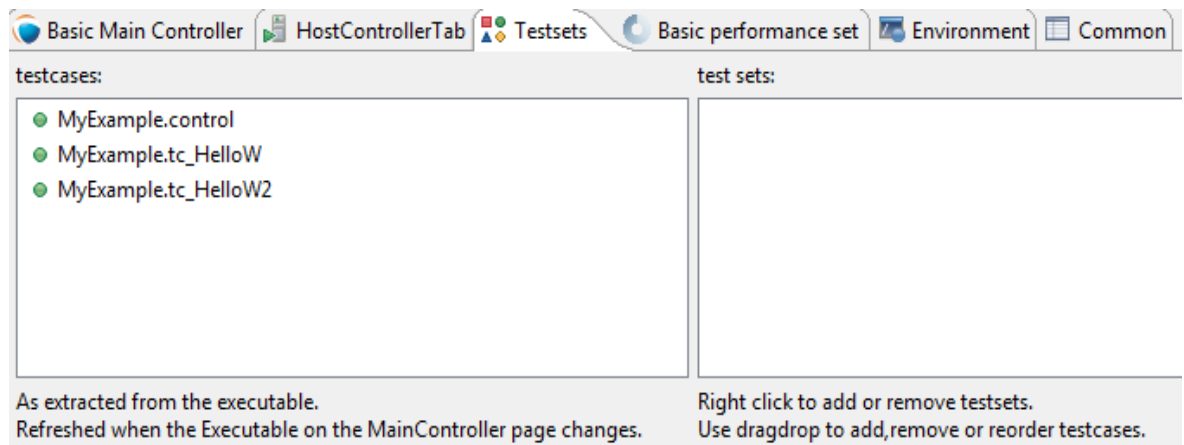 Basic Main Controller HostControllerTab Testsets Basic performance set Environment Common
testcases: test sets:
MyExample.control
MyExample.tc_HelloW
MyExample.tc_HelloW2
As extracted from the executable.
Refreshed when the Executable on the MainController page changes.
Right click to add or remove testsets.
Use dragdrop to add,remove or reorder testcases.